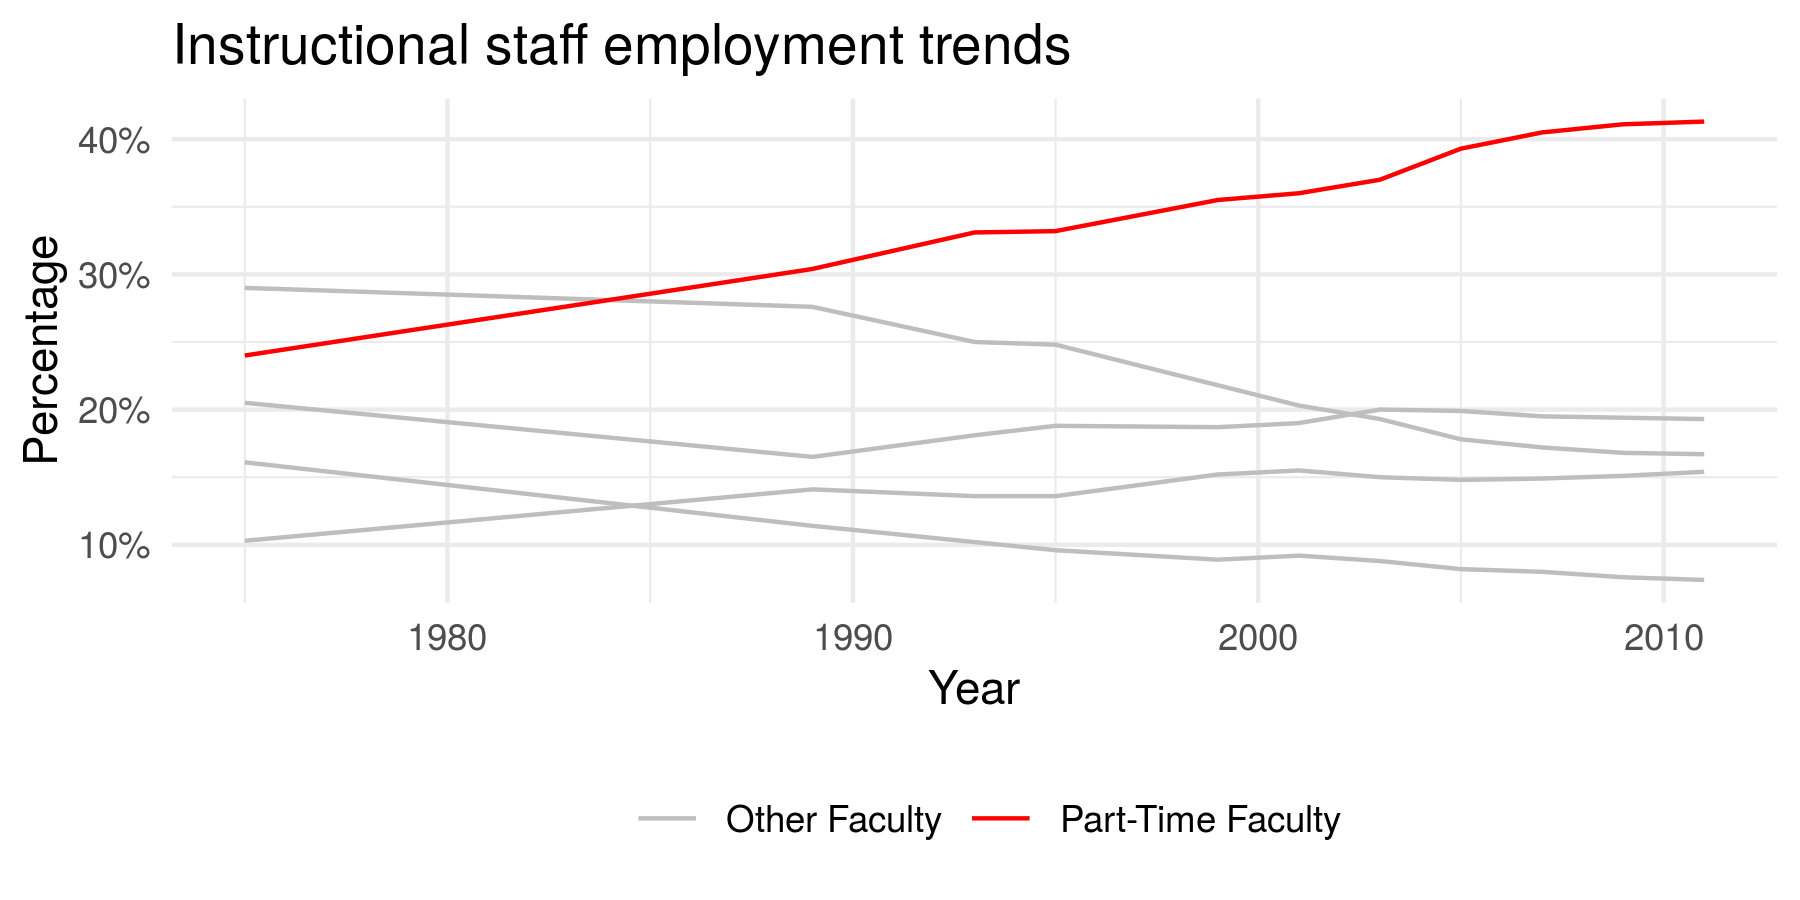 Instructional staff employment trends
Percentage
40%
30%
20%
10%
1980 1990 2000 2010
Year
Other Faculty Part-Time Faculty